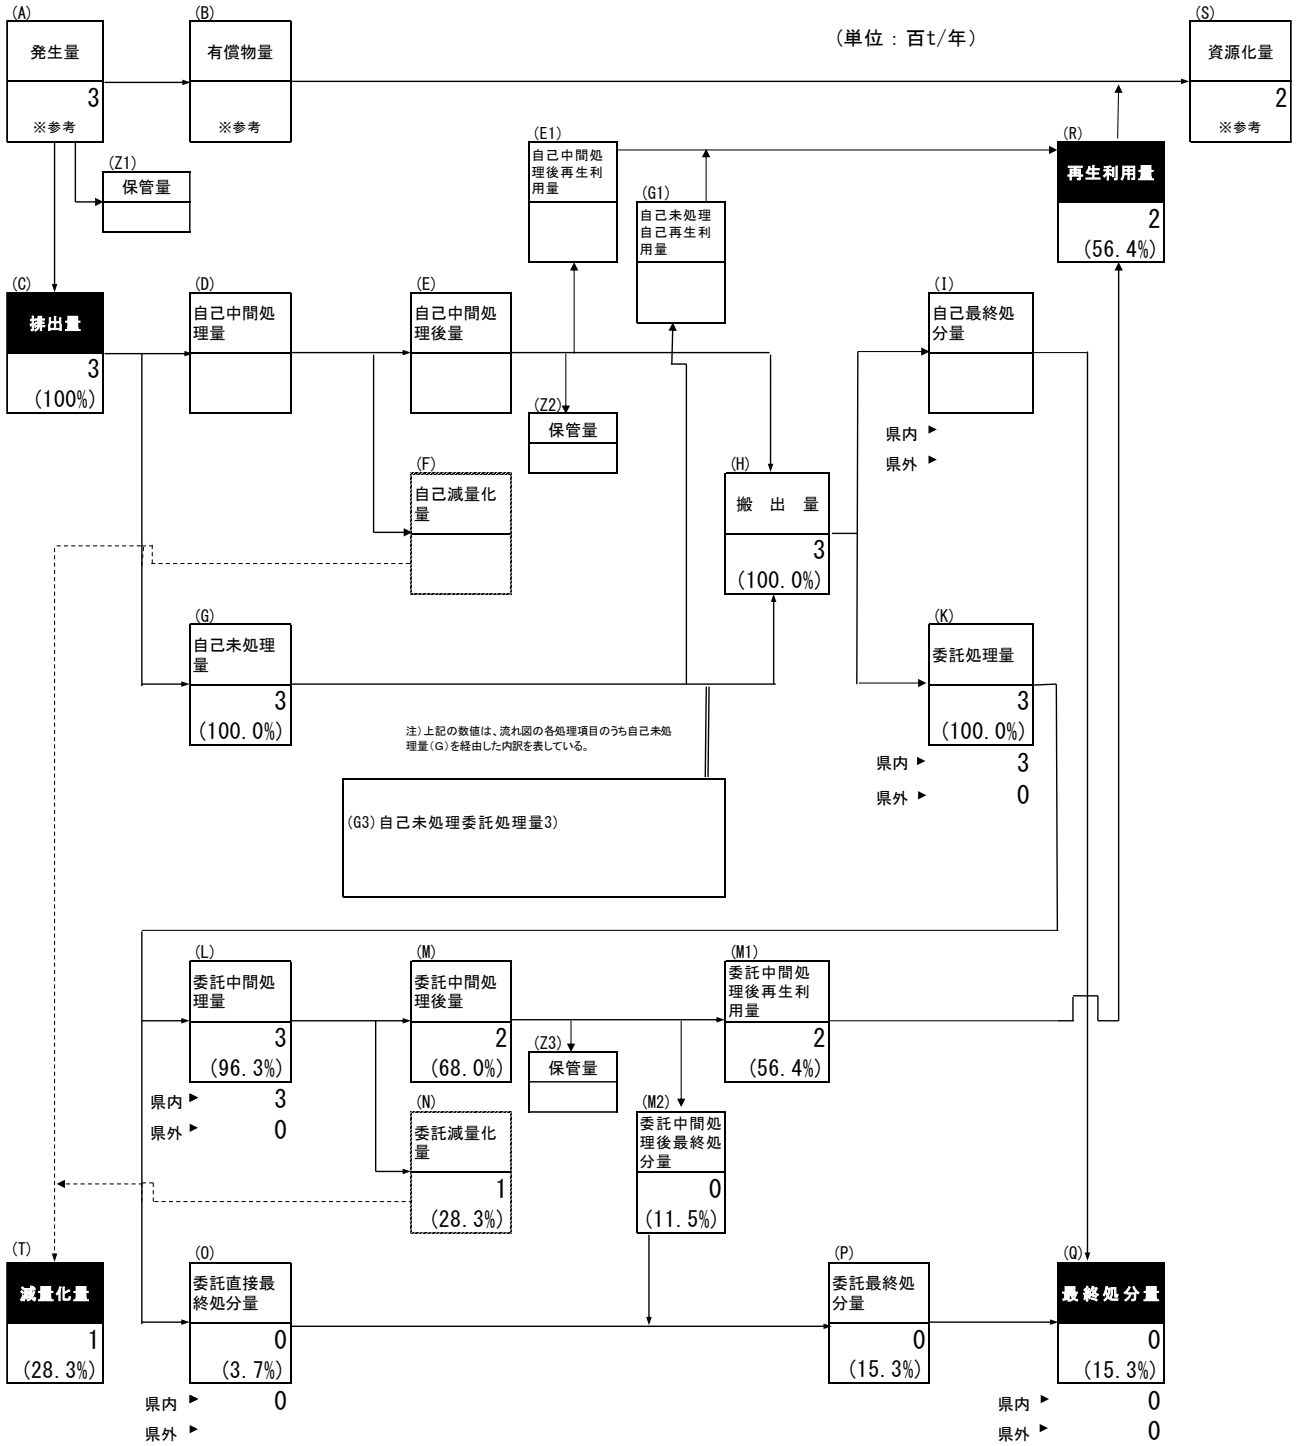 (A)
発生量
3
※参考
(B)
有償物量
※参考
(単位：百t/年)
(S)
資源化量
2
※参考
(Z1)
保管量
(E1)
自己中間処
理後再生利
用量
(G1)
自己未処理
自己再生利
用量
(R)
再生利用量
2
(56.4%)
(C)
排出量
3
(100%)
(D)
自己中間処
理量
(E)
自己中間処
理後量
(Z2)
保管量
(I)
自己最終処
分量
県内
県外
(F)
自己減量化
量
(H)
搬 出 量
3
(100.0%)
(G)
自己未処理
量
3
(100.0%)
(K)
委託処理量
3
(100.0%)
県内 3
県外 0
注)上記の数値は、流れ図の各処理項目のうち自己未処
理量(G)を経由した内訳を表している。
(G3)自己未処理委託処理量3)
(L)
委託中間処
理量
3
(96.3%)
県内 3
県外 0
(M)
委託中間処
理後量
2
(68.0%)
(Z3)
保管量
(M1)
委託中間処
理後再生利
用量
2
(56.4%)
(N)
委託減量化
量
1
(28.3%)
(M2)
委託中間処
理後最終処
分量
0
(11.5%)
(T)
減量化量
1
(28.3%)
(O)
委託直接最
終処分量
0
(3.7%)
県内 0
県外
(P)
委託最終処
分量
0
(15.3%)
(Q)
最終処分量
0
(15.3%)
県内 0
県外 0